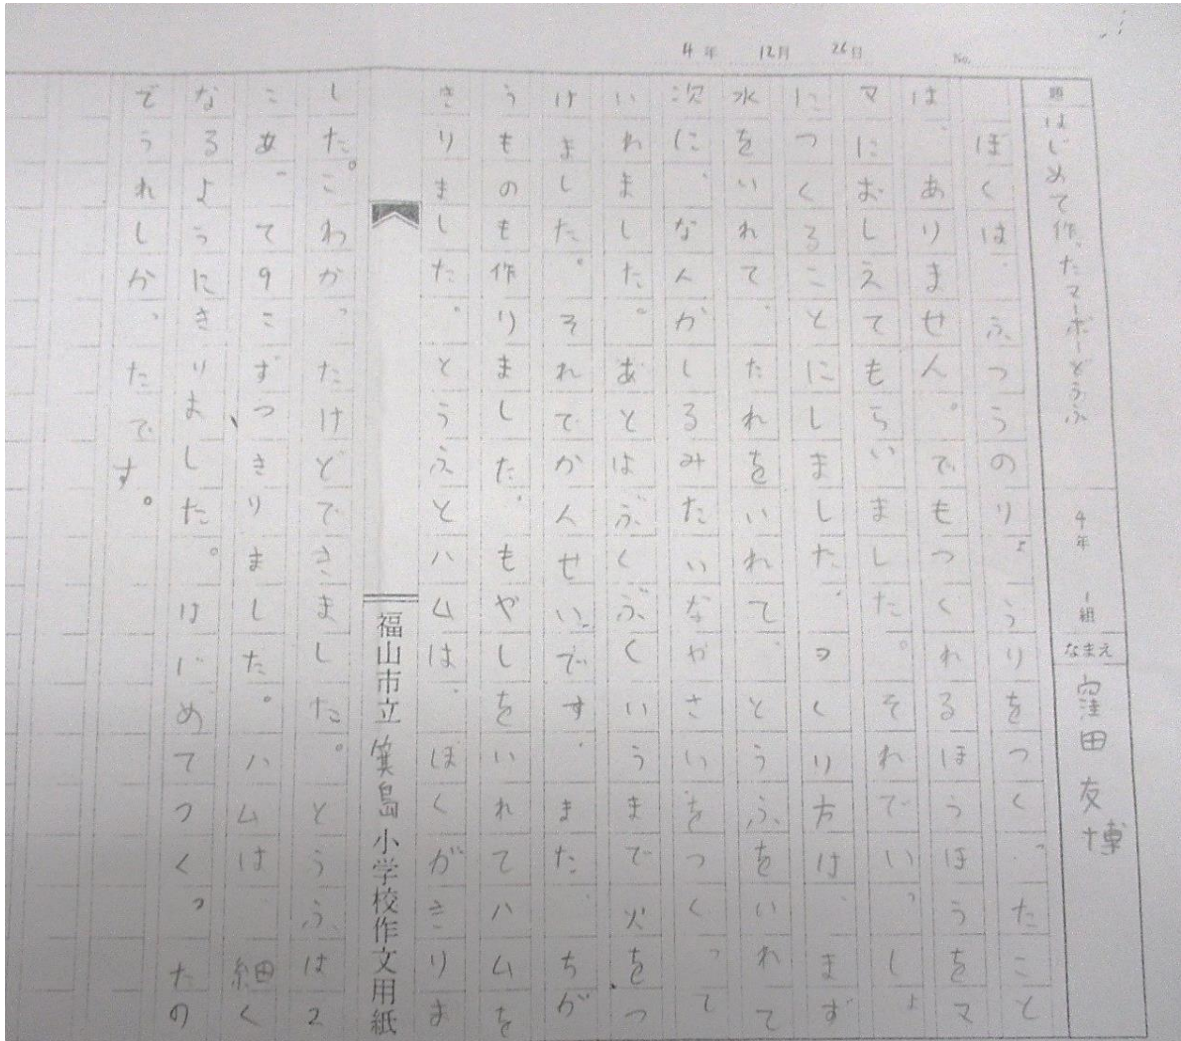 4年 12月 26日 No.
題 はじめて作ったマーボーどうふ 4年 1組 なまえ 窪田友博
ぼくは、ふつうのりょうりをつくったこと
は、ありません。でもつくれるほうほうをマ
マにおしえてもらいました。それでいっしょ
につくることにしました。つくり方は、まず
水をいれて、たれをいれて、とうふをいれて
次に、なんかしるみたいなやさいをつくって
いれました。あとはぶくぶくいうまで火をつ
けました。それでかんせいです。また、ちが
うものも作りました。もやしをいれてハムを
きりました。とうふとハムは、ぼくがきりま
福山市立 箕島 小学校作文用紙
した。こわかったけどできました。とうふは2
こあって9こずつきりました。ハムは、細く
なるようにきりました。はじめてつくったの
でうれしかったです。